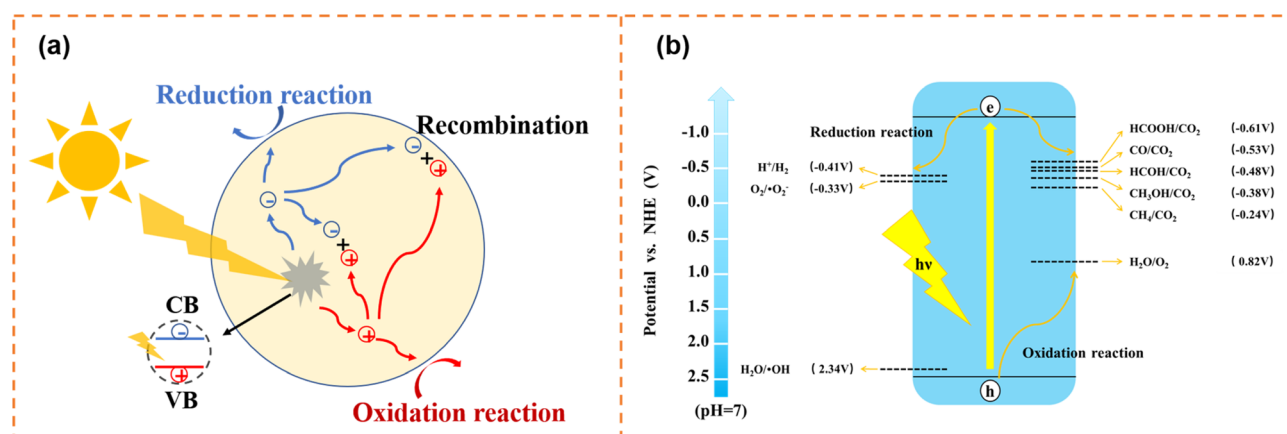 (a)
Reduction reaction
Recombination
CB
VB
Oxidation reaction
(b)
Potential vs. NHE (V)
-1.0
-0.5
0.0
0.5
1.0
1.5
2.0
2.5
(pH=7)
e
Reduction reaction
H⁺/H₂ (-0.41V)
O₂/•O₂⁻ (-0.33V)
HCOOH/CO₂ (-0.61V)
CO/CO₂ (-0.53V)
HCOH/CO₂ (-0.48V)
CH₃OH/CO₂ (-0.38V)
CH₄/CO₂ (-0.24V)
hν
H₂O/O₂ ( 0.82V)
Oxidation reaction
H₂O/•OH ( 2.34V)
h